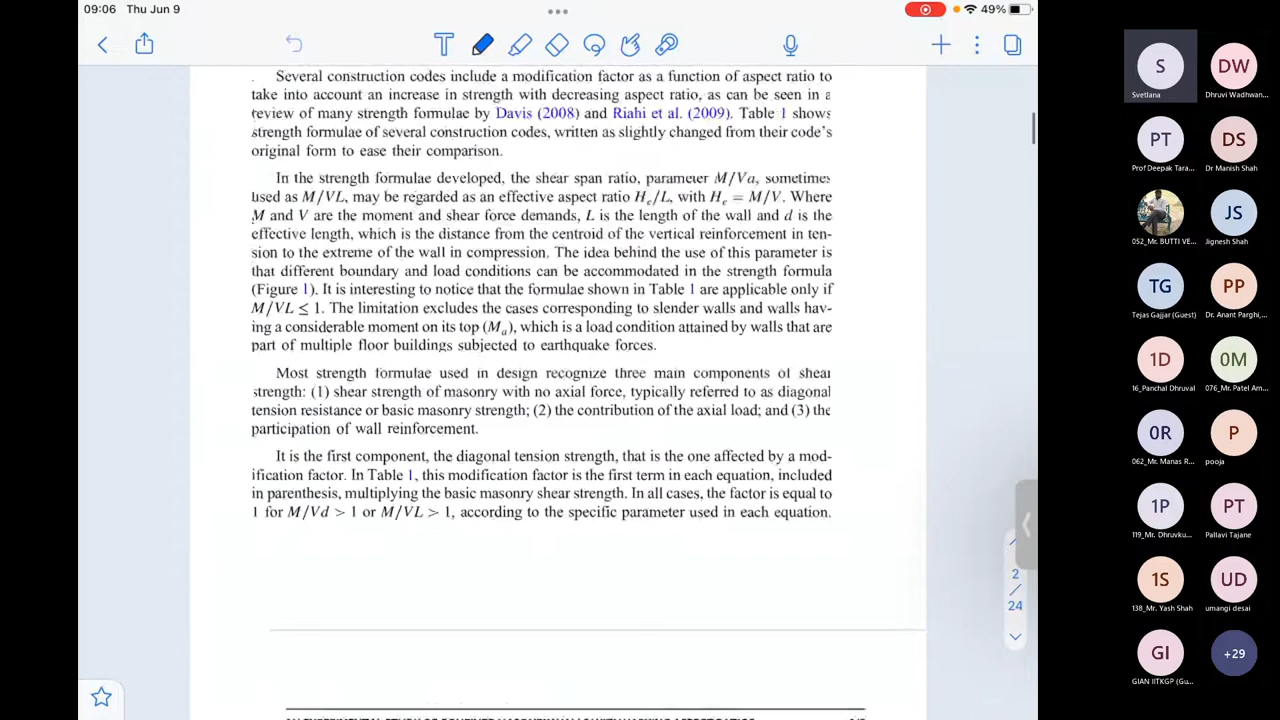 09:06 Thu Jun 9
49%
Several construction codes include a modification factor as a function of aspect ratio to
take into account an increase in strength with decreasing aspect ratio, as can be seen in a
review of many strength formulae by Davis (2008) and Riahi et al. (2009). Table 1 shows
strength formulae of several construction codes, written as slightly changed from their code's
original form to ease their comparison.
In the strength formulae developed, the shear span ratio, parameter M/Va, sometimes
used as M/VL, may be regarded as an effective aspect ratio He/L, with He = M/V. Where
M and V are the moment and shear force demands, L is the length of the wall and d is the
effective length, which is the distance from the centroid of the vertical reinforcement in ten-
sion to the extreme of the wall in compression. The idea behind the use of this parameter is
that different boundary and load conditions can be accommodated in the strength formula
(Figure 1). It is interesting to notice that the formulae shown in Table 1 are applicable only if
M/VL ≤ 1. The limitation excludes the cases corresponding to slender walls and walls hav-
ing a considerable moment on its top (Ma), which is a load condition attained by walls that are
part of multiple floor buildings subjected to earthquake forces.
Most strength formulae used in design recognize three main components of shear
strength: (1) shear strength of masonry with no axial force, typically referred to as diagonal
tension resistance or basic masonry strength; (2) the contribution of the axial load; and (3) the
participation of wall reinforcement.
It is the first component, the diagonal tension strength, that is the one affected by a mod-
ification factor. In Table 1, this modification factor is the first term in each equation, included
in parenthesis, multiplying the basic masonry shear strength. In all cases, the factor is equal to
1 for M/Vd > 1 or M/VL > 1, according to the specific parameter used in each equation.
2
/
24
S
Svetlana
DW
Dhruvi Wadhwan...
PT
Prof Deepak Tara...
DS
Dr Manish Shah
052_Mr. BUTTI VE...
JS
Jignesh Shah
TG
Tejas Gajjar (Guest)
PP
Dr. Anant Parghi,...
1D
16_Panchal Dhruval
0M
076_Mr. Patel Am...
0R
062_Mr. Manas R...
P
pooja
1P
119_Mr. Dhruvku...
PT
Pallavi Tajane
1S
138_Mr. Yash Shah
UD
umangi desai
GI
GIAN IITKGP (Gu...
+29